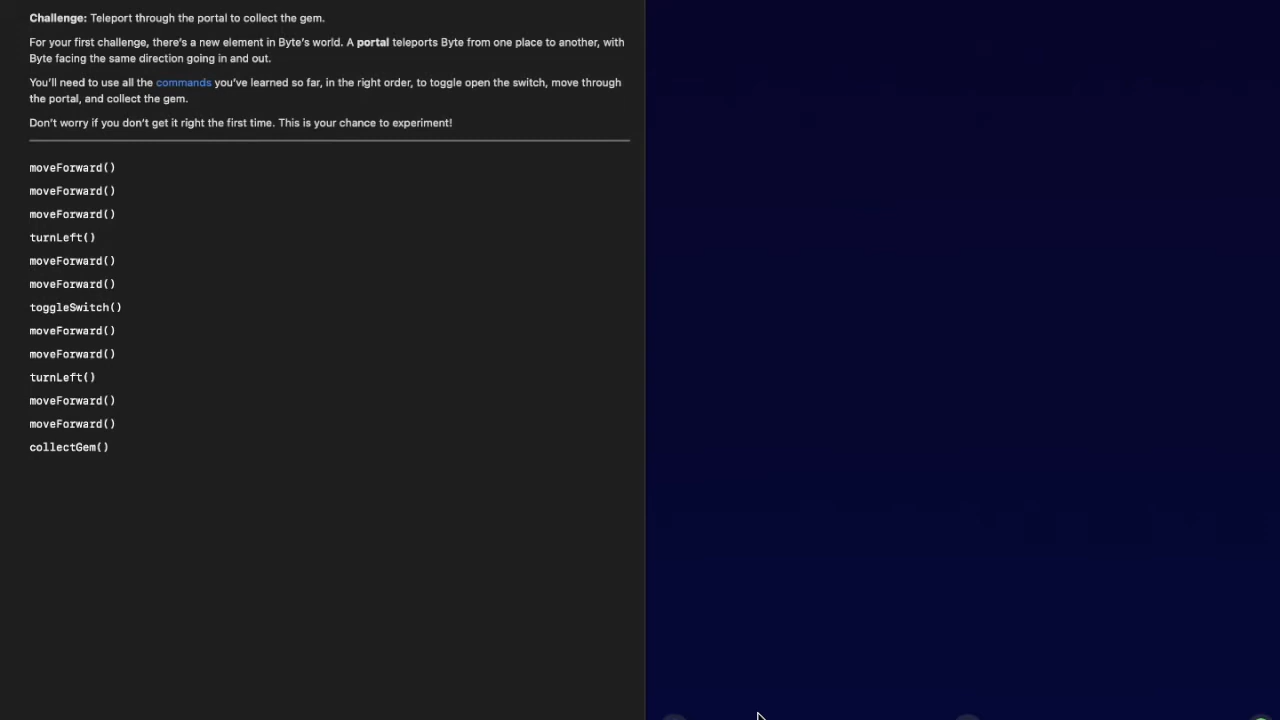 Challenge: Teleport through the portal to collect the gem.
For your first challenge, there's a new element in Byte's world. A portal teleports Byte from one place to another, with
Byte facing the same direction going in and out.
You'll need to use all the commands you've learned so far, in the right order, to toggle open the switch, move through
the portal, and collect the gem.
Don't worry if you don't get it right the first time. This is your chance to experiment!
moveForward()
moveForward()
moveForward()
turnLeft()
moveForward()
moveForward()
toggleSwitch()
moveForward()
moveForward()
turnLeft()
moveForward()
moveForward()
collectGem()